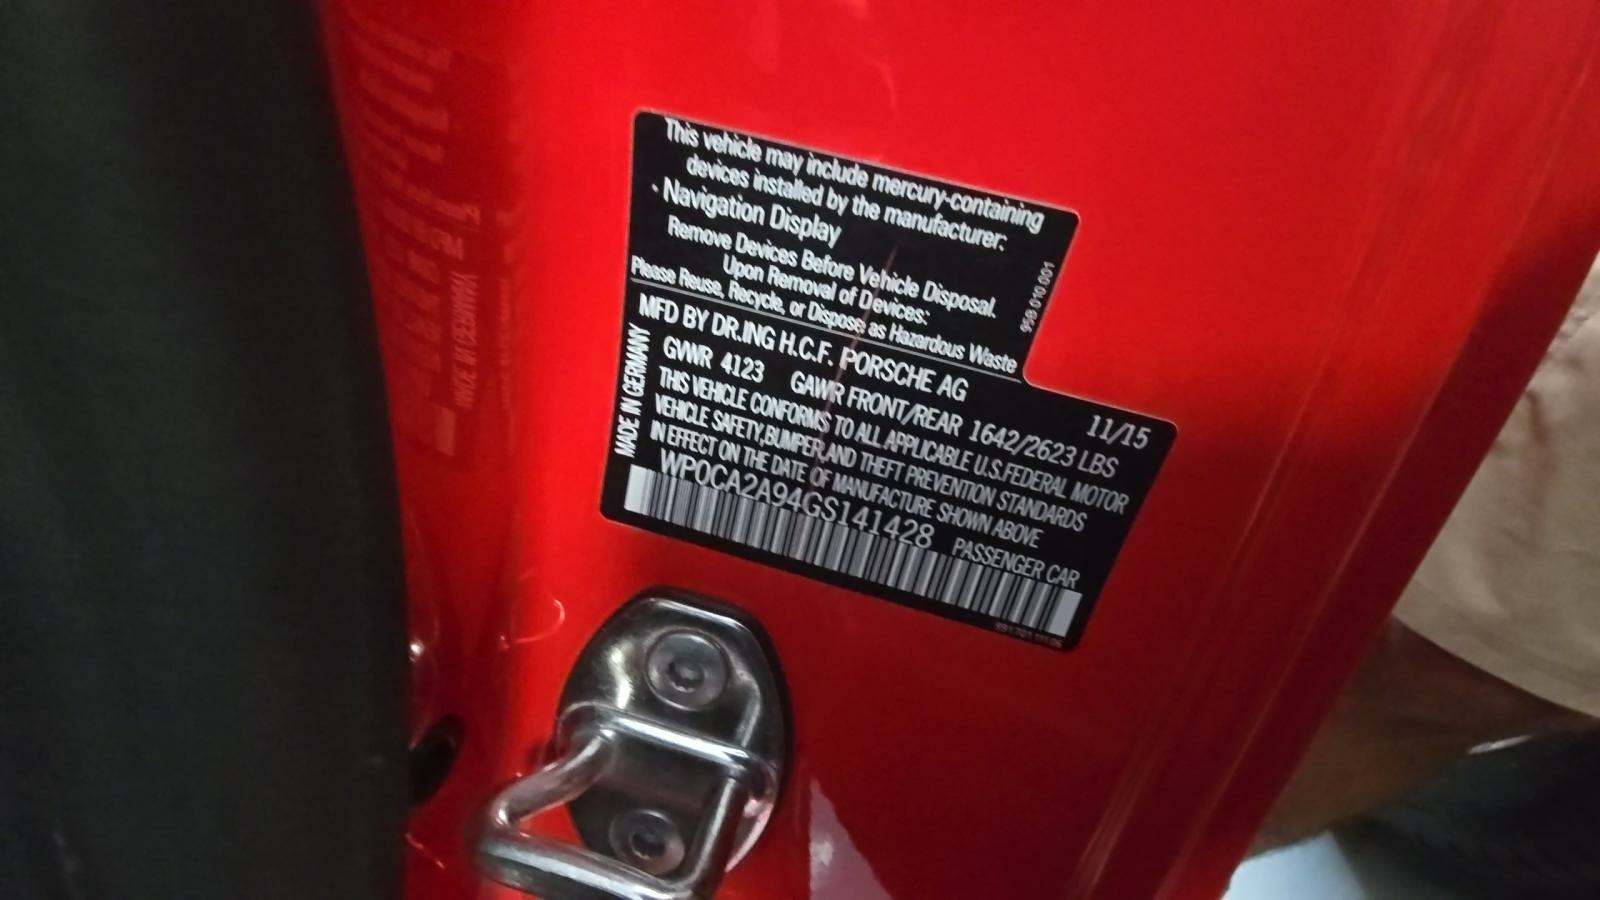 This vehicle may include mercury-containing
devices installed by the manufacturer:
· Navigation Display
Remove Devices Before Vehicle Disposal.
Upon Removal of Devices:
Please Reuse, Recycle, or Dispose as Hazardous Waste
958.010.001
MFD BY DR.ING H.C.F. PORSCHE AG 11/15
GVWR 4123 GAWR FRONT/REAR 1642/2623 LBS
THIS VEHICLE CONFORMS TO ALL APPLICABLE U.S.FEDERAL MOTOR
VEHICLE SAFETY,BUMPER,AND THEFT PREVENTION STANDARDS
IN EFFECT ON THE DATE OF MANUFACTURE SHOWN ABOVE
WP0CA2A94GS141428 PASSENGER CAR
MADE IN GERMANY